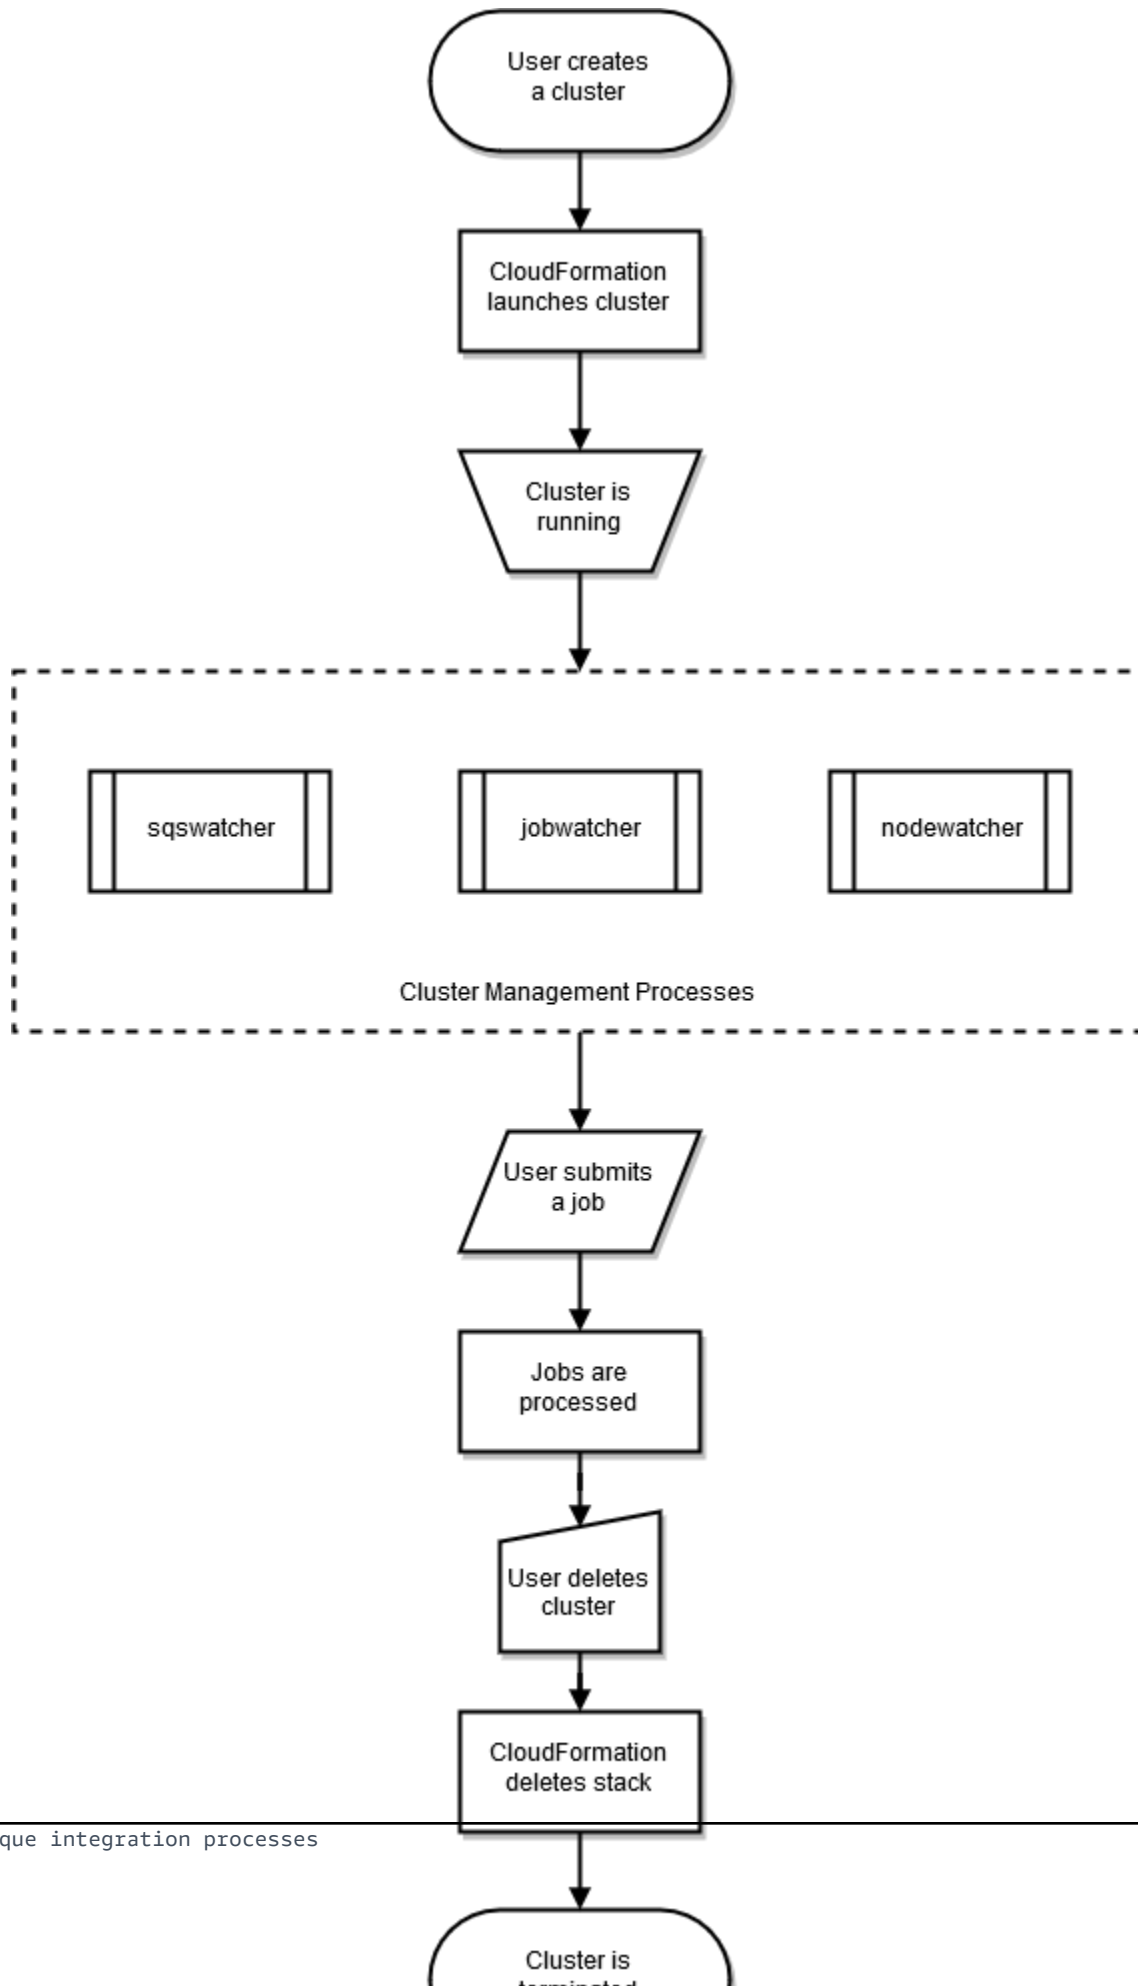 User creates
a cluster
CloudFormation
launches cluster
Cluster is
running
sqswatcher
jobwatcher
nodewatcher
Cluster Management Processes
User submits
a job
Jobs are
processed
User deletes
cluster
CloudFormation
deletes stack
que integration processes
Cluster is
terminated